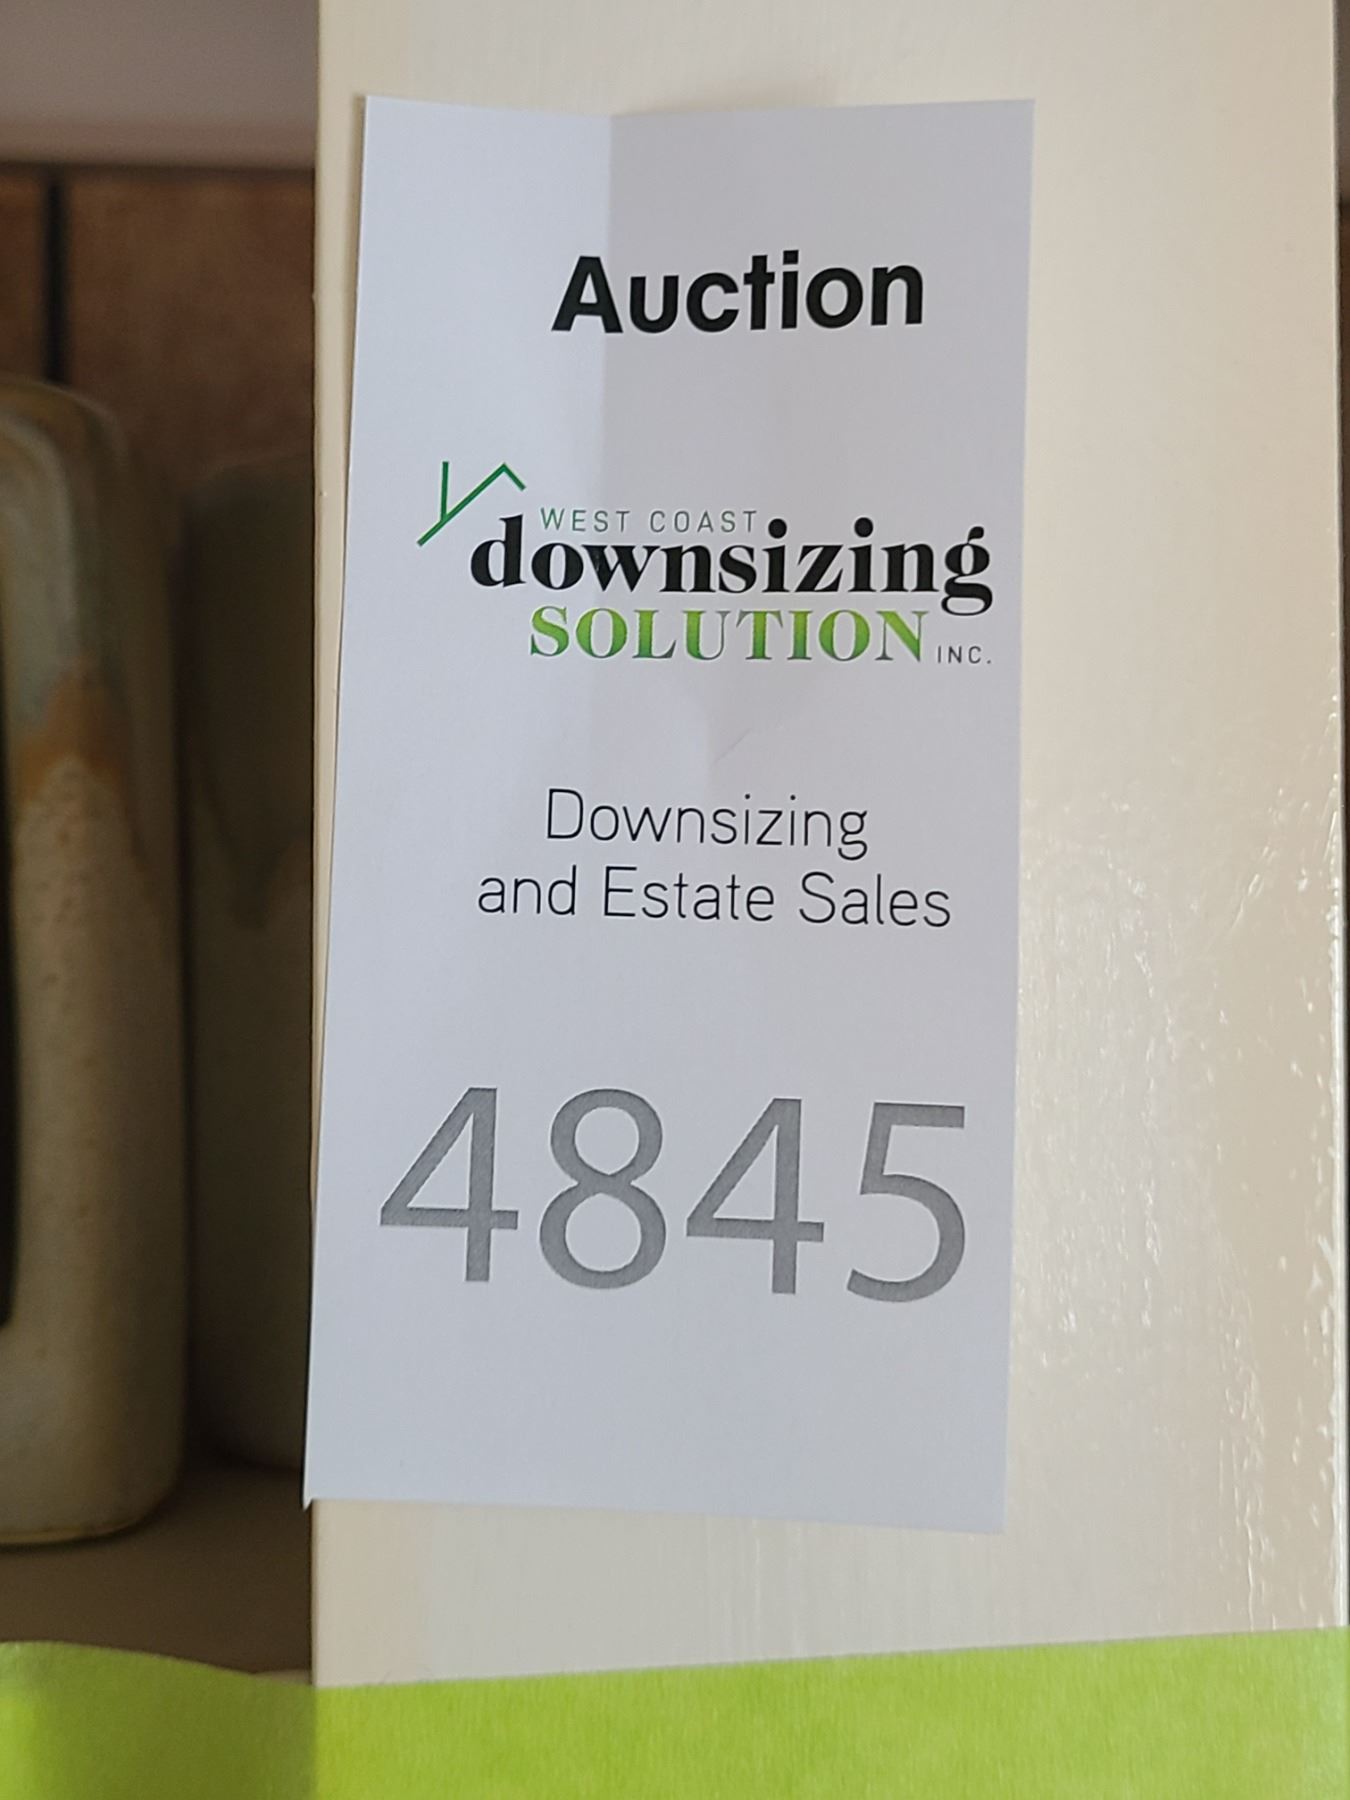 Auction
WEST COAST
downsizing
SOLUTION INC.
Downsizing
and Estate Sales
4845